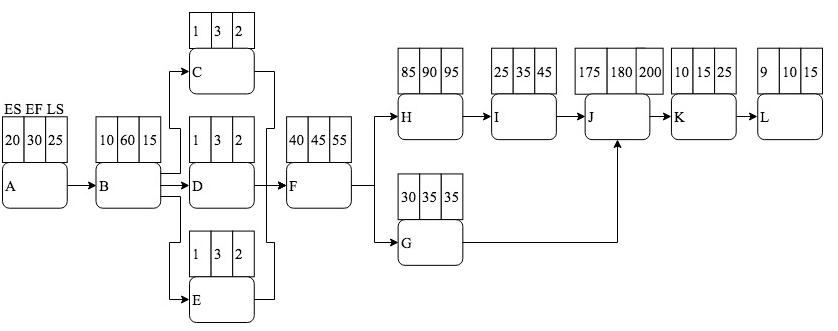 1 3 2
C
85 90 95
H
25 35 45
I
175 180 200
J
10 15 25
K
9 10 15
L
ES EF LS
20 30 25
A
10 60 15
B
1 3 2
D
40 45 55
F
30 35 35
G
1 3 2
E